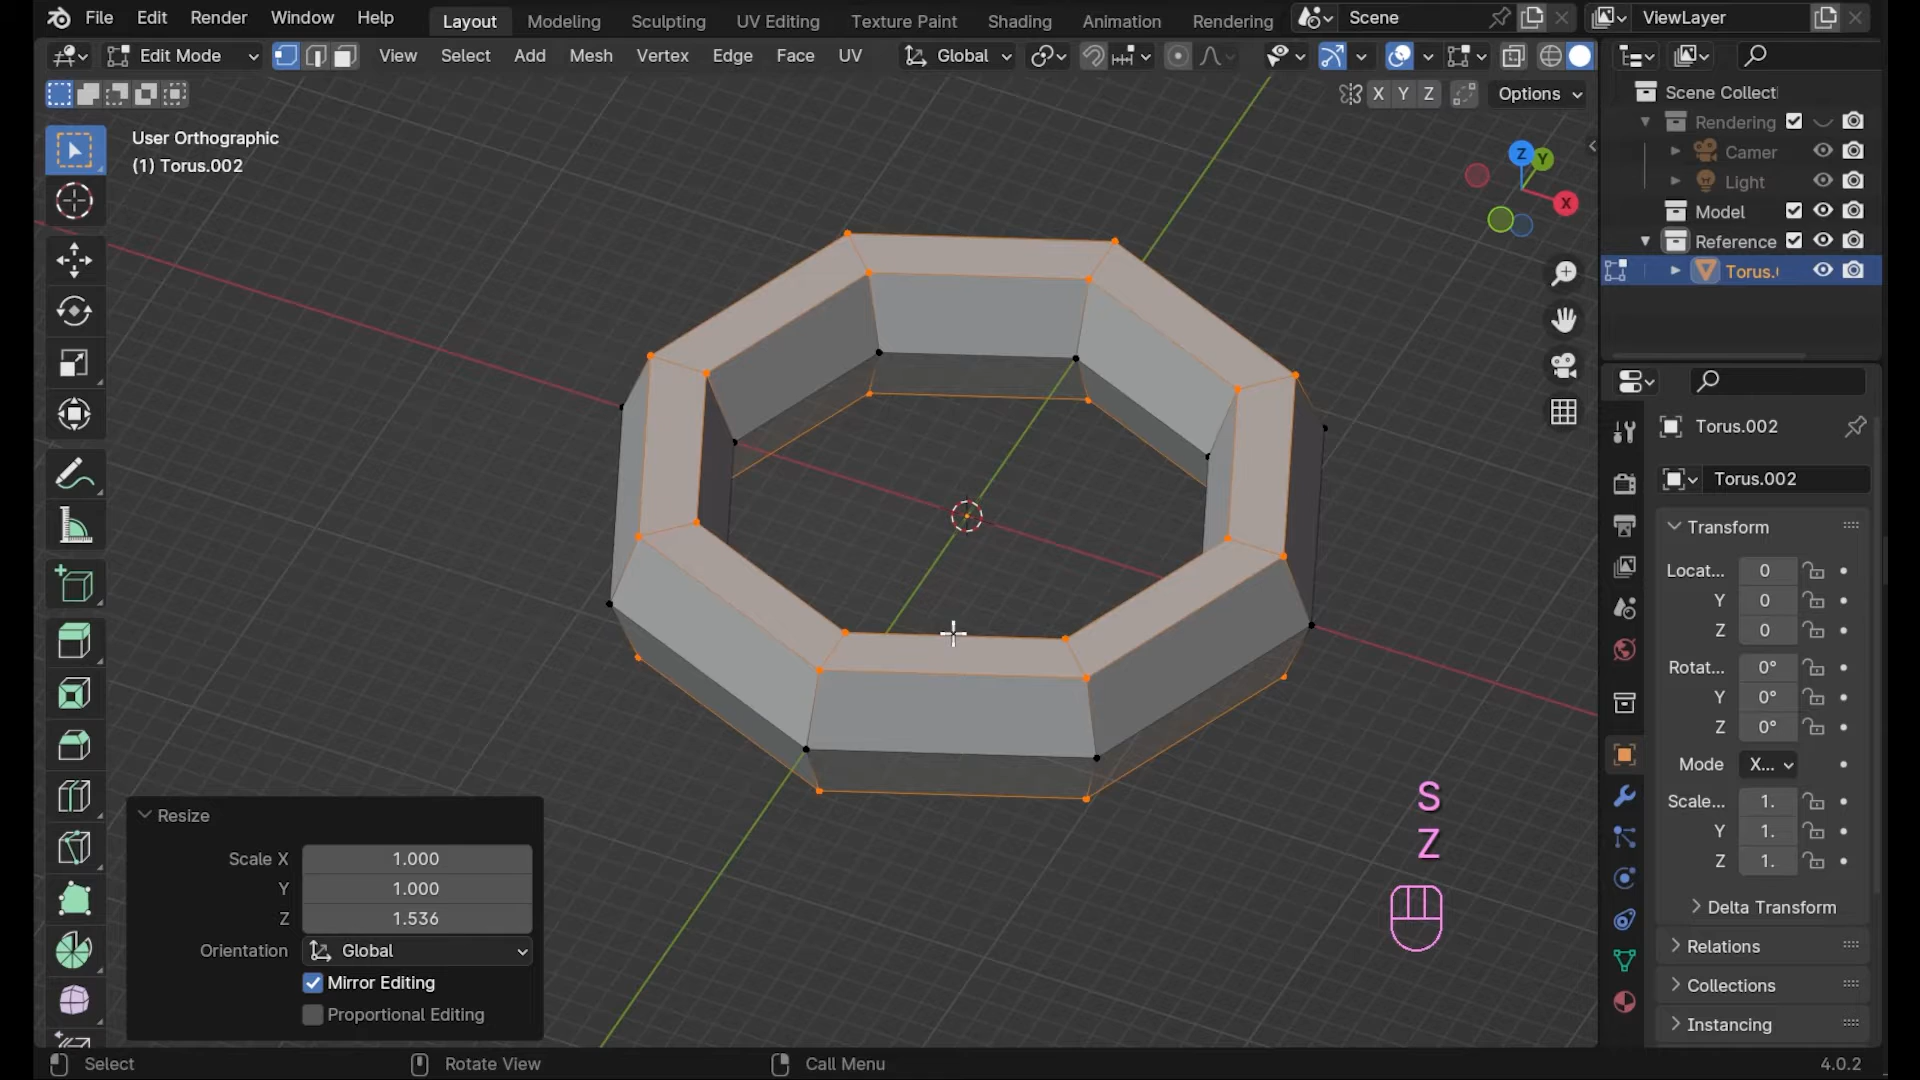 File Edit Render Window Help Layout Modeling Sculpting UV Editing Texture Paint Shading Animation Rendering Scene ViewLayer
Edit Mode View Select Add Mesh Vertex Edge Face UV Global
X Y Z Options
User Orthographic
(1) Torus.002
Z Y
X
Scene Collecti
Rendering
Camer
Light
Model
Reference
Torus.(
Torus.002
Torus.002
Transform
Locat... 0
Y 0
Z 0
Rotat... 0°
Y 0°
Z 0°
Mode X...
Scale... 1.
Y 1.
Z 1.
Delta Transform
Relations
Collections
Instancing
S
Z
Resize
Scale X 1.000
Y 1.000
Z 1.536
Orientation Global
Mirror Editing
Proportional Editing
Select Rotate View Call Menu 4.0.2